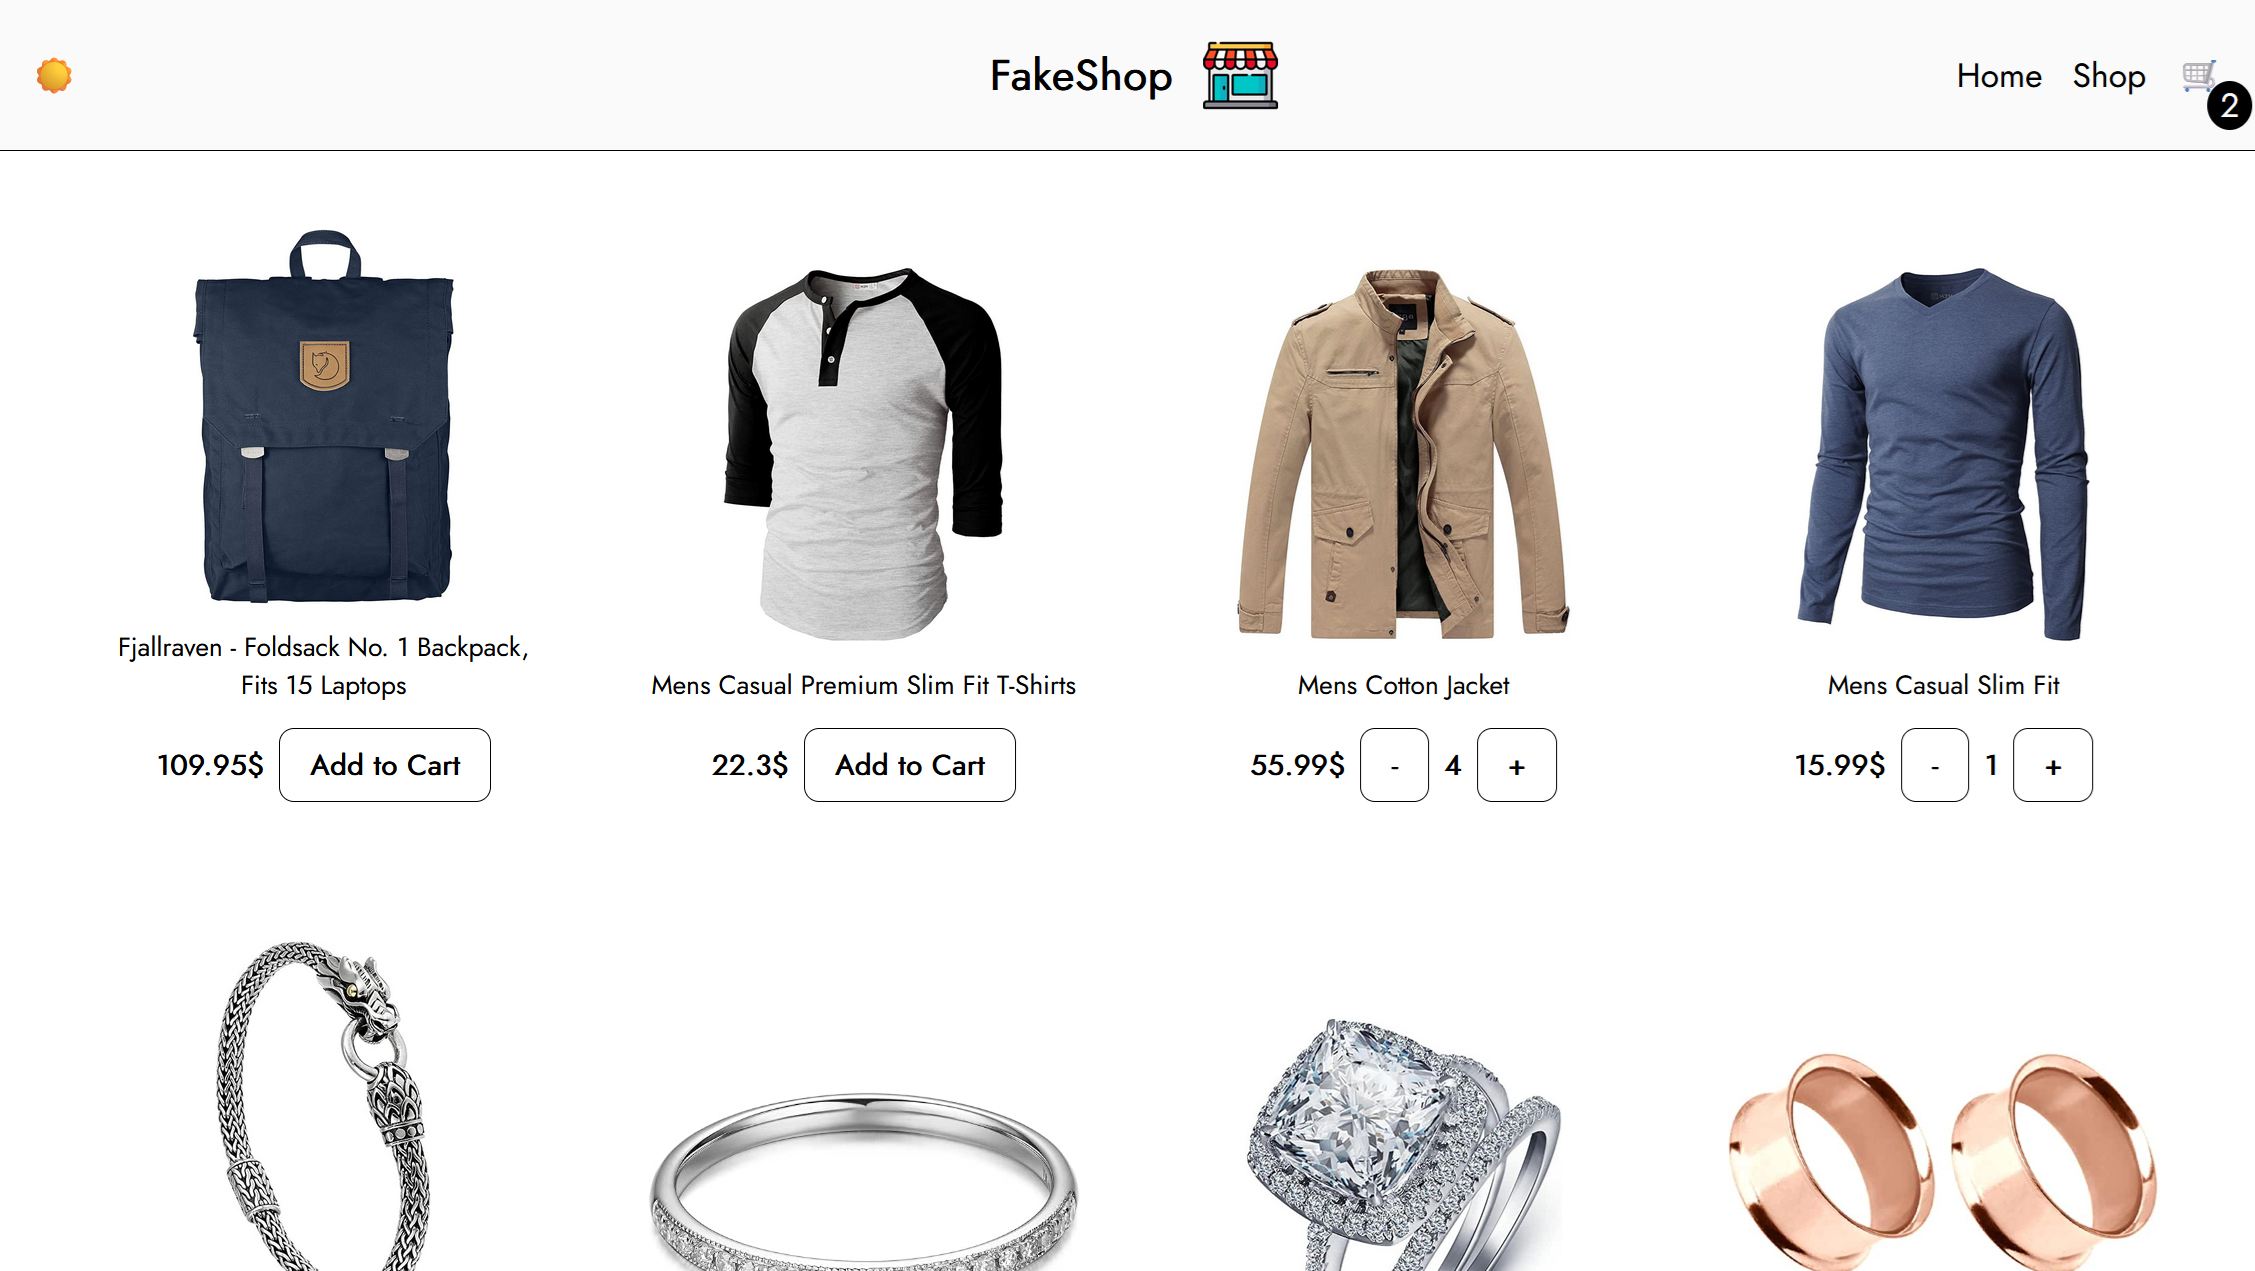 FakeShop
Home Shop
2
Fjallraven - Foldsack No. 1 Backpack,
Fits 15 Laptops
109.95$ Add to Cart
Mens Casual Premium Slim Fit T-Shirts
22.3$ Add to Cart
Mens Cotton Jacket
55.99$ - 4 +
Mens Casual Slim Fit
15.99$ - 1 +